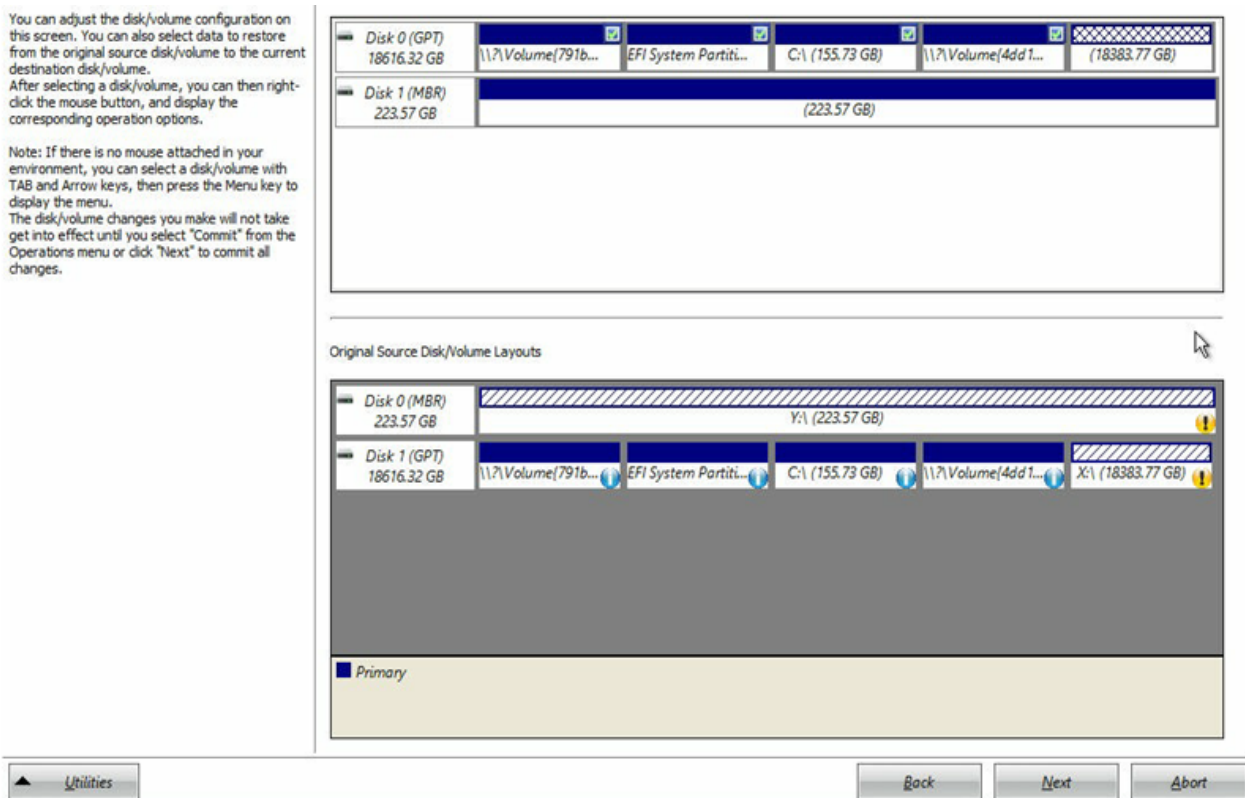 You can adjust the disk/volume configuration on
this screen. You can also select data to restore
from the original source disk/volume to the current
destination disk/volume.
After selecting a disk/volume, you can then right-
click the mouse button, and display the
corresponding operation options.
Note: If there is no mouse attached in your
environment, you can select a disk/volume with
TAB and Arrow keys, then press the Menu key to
display the menu.
The disk/volume changes you make will not take
get into effect until you select "Commit" from the
Operations menu or click "Next" to commit all
changes.
Disk 0 (GPT)
18616.32 GB
\\?\Volume{791b...
EFI System Partiti...
C:\ (155.73 GB)
\\?\Volume{4dd1...
(18383.77 GB)
Disk 1 (MBR)
223.57 GB
(223.57 GB)
Original Source Disk/Volume Layouts
Disk 0 (MBR)
223.57 GB
Y:\ (223.57 GB)
Disk 1 (GPT)
18616.32 GB
\\?\Volume{791b...
EFI System Partiti...
C:\ (155.73 GB)
\\?\Volume{4dd1...
X:\ (18383.77 GB)
Primary
Utilities
Back
Next
Abort